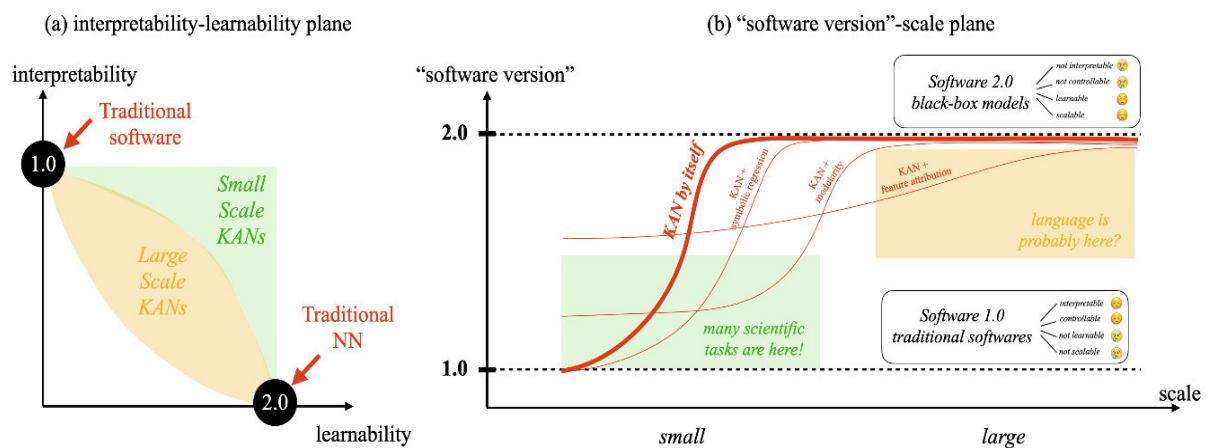 (a) interpretability-learnability plane
interpretability
Traditional
software
1.0
Small
Scale
KANs
Large
Scale
KANs
Traditional
NN
2.0
learnability
(b) “software version”-scale plane
“software version”
2.0
1.0
KAN by itself
KAN +
symbolic regression
KAN +
modularity
KAN +
feature attribution
Software 2.0
black-box models
not interpretable
not controllable
learnable
scalable
language is
probably here?
many scientific
tasks are here!
Software 1.0
traditional softwares
interpretable
controllable
not learnable
not scalable
scale
small
large